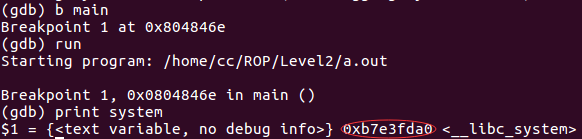 (gdb) b main
Breakpoint 1 at 0x804846e
(gdb) run
Starting program: /home/cc/ROP/Level2/a.out
Breakpoint 1, 0x0804846e in main ()
(gdb) print system
$1 = {<text variable, no debug info>} 0xb7e3fda0 <__libc_system>